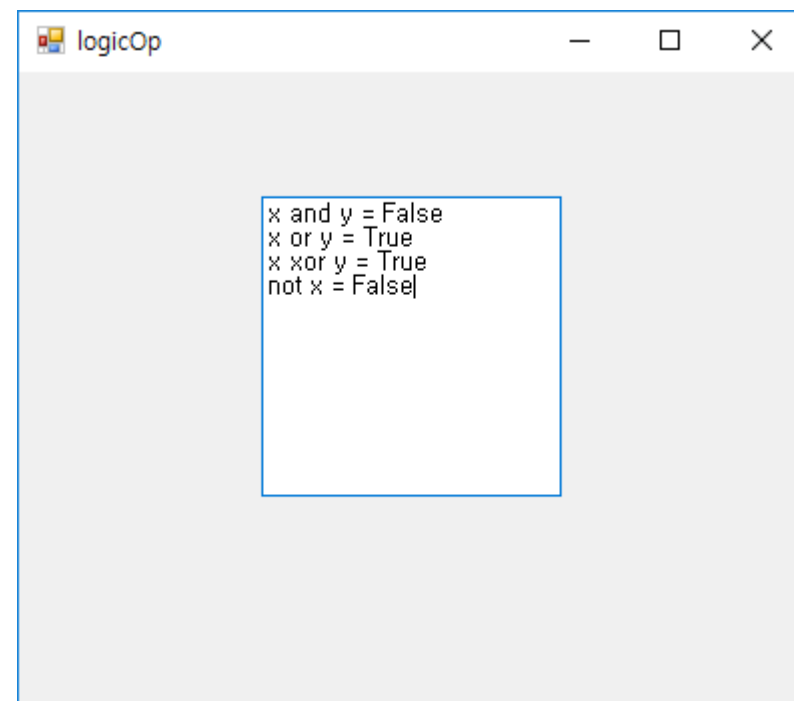 logicOp
x and y = False
x or y = True
x xor y = True
not x = False